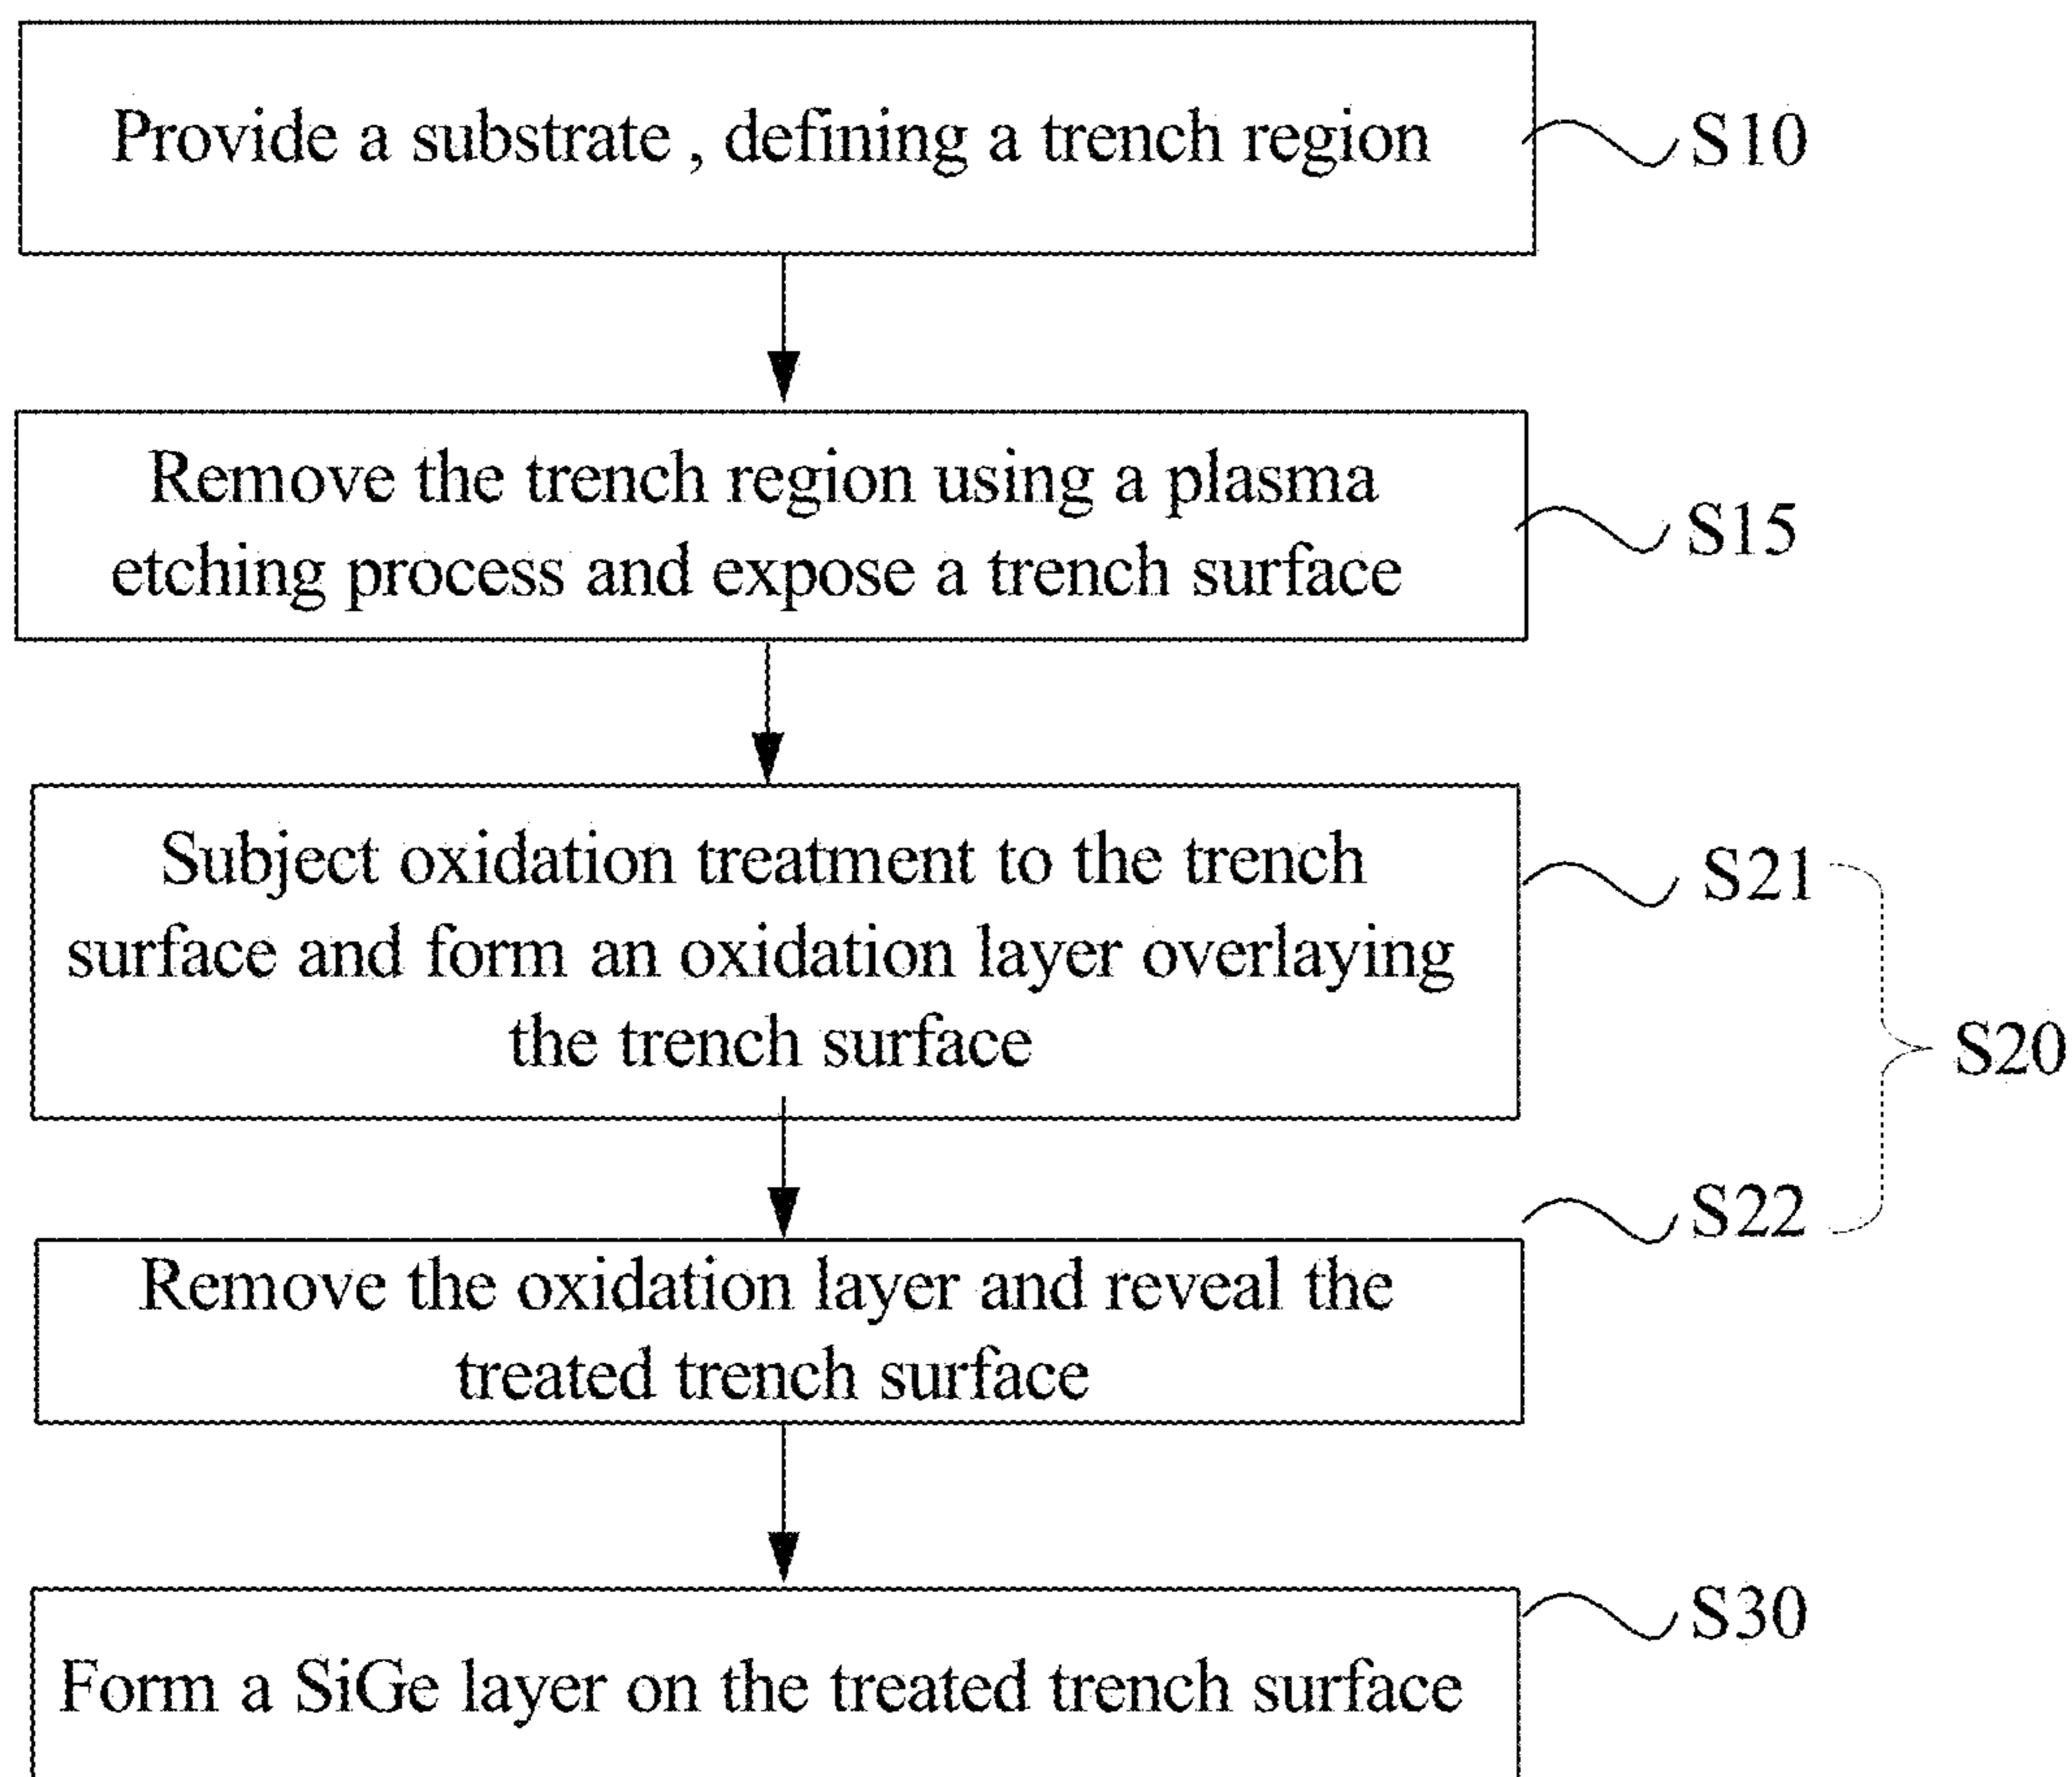 Provide a substrate , defining a trench region
S10
Remove the trench region using a plasma
etching process and expose a trench surface
S15
Subject oxidation treatment to the trench
surface and form an oxidation layer overlaying
the trench surface
S21
S20
S22
Remove the oxidation layer and reveal the
treated trench surface
S30
Form a SiGe layer on the treated trench surface